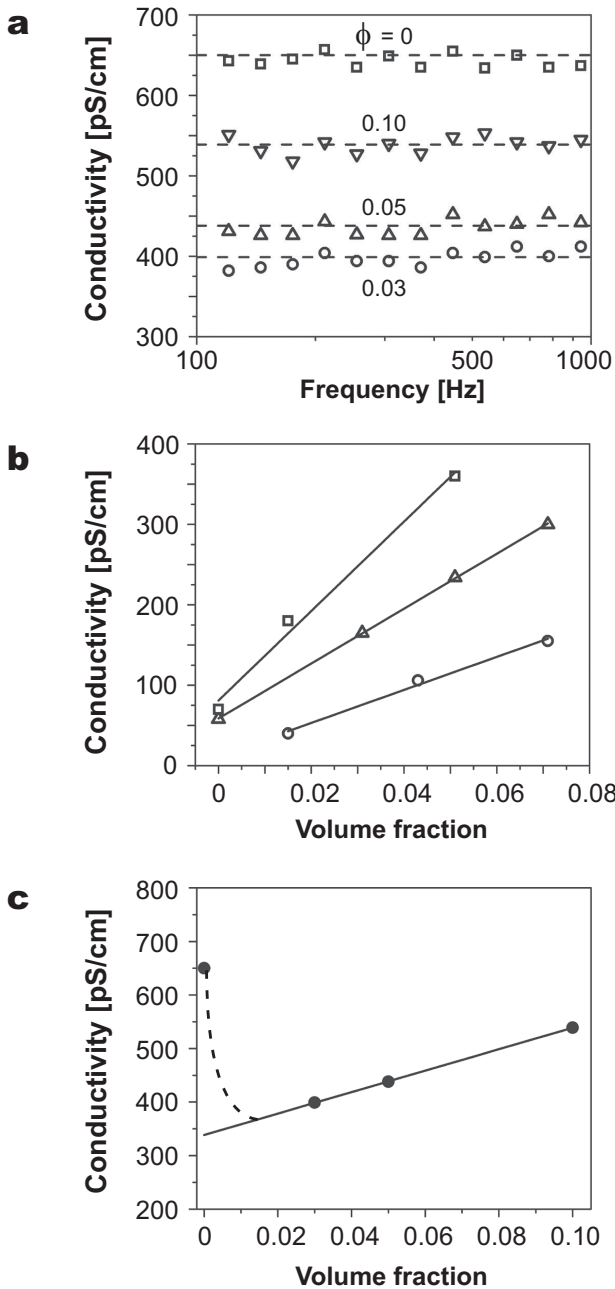 a
Conductivity [pS/cm]
700
600
500
400
300
ϕ = 0
0.10
0.05
0.03
100 500 1000
Frequency [Hz]
b
Conductivity [pS/cm]
400
300
200
100
0
0 0.02 0.04 0.06 0.08
Volume fraction
c
Conductivity [pS/cm]
800
700
600
500
400
300
200
0 0.02 0.04 0.06 0.08 0.10
Volume fraction